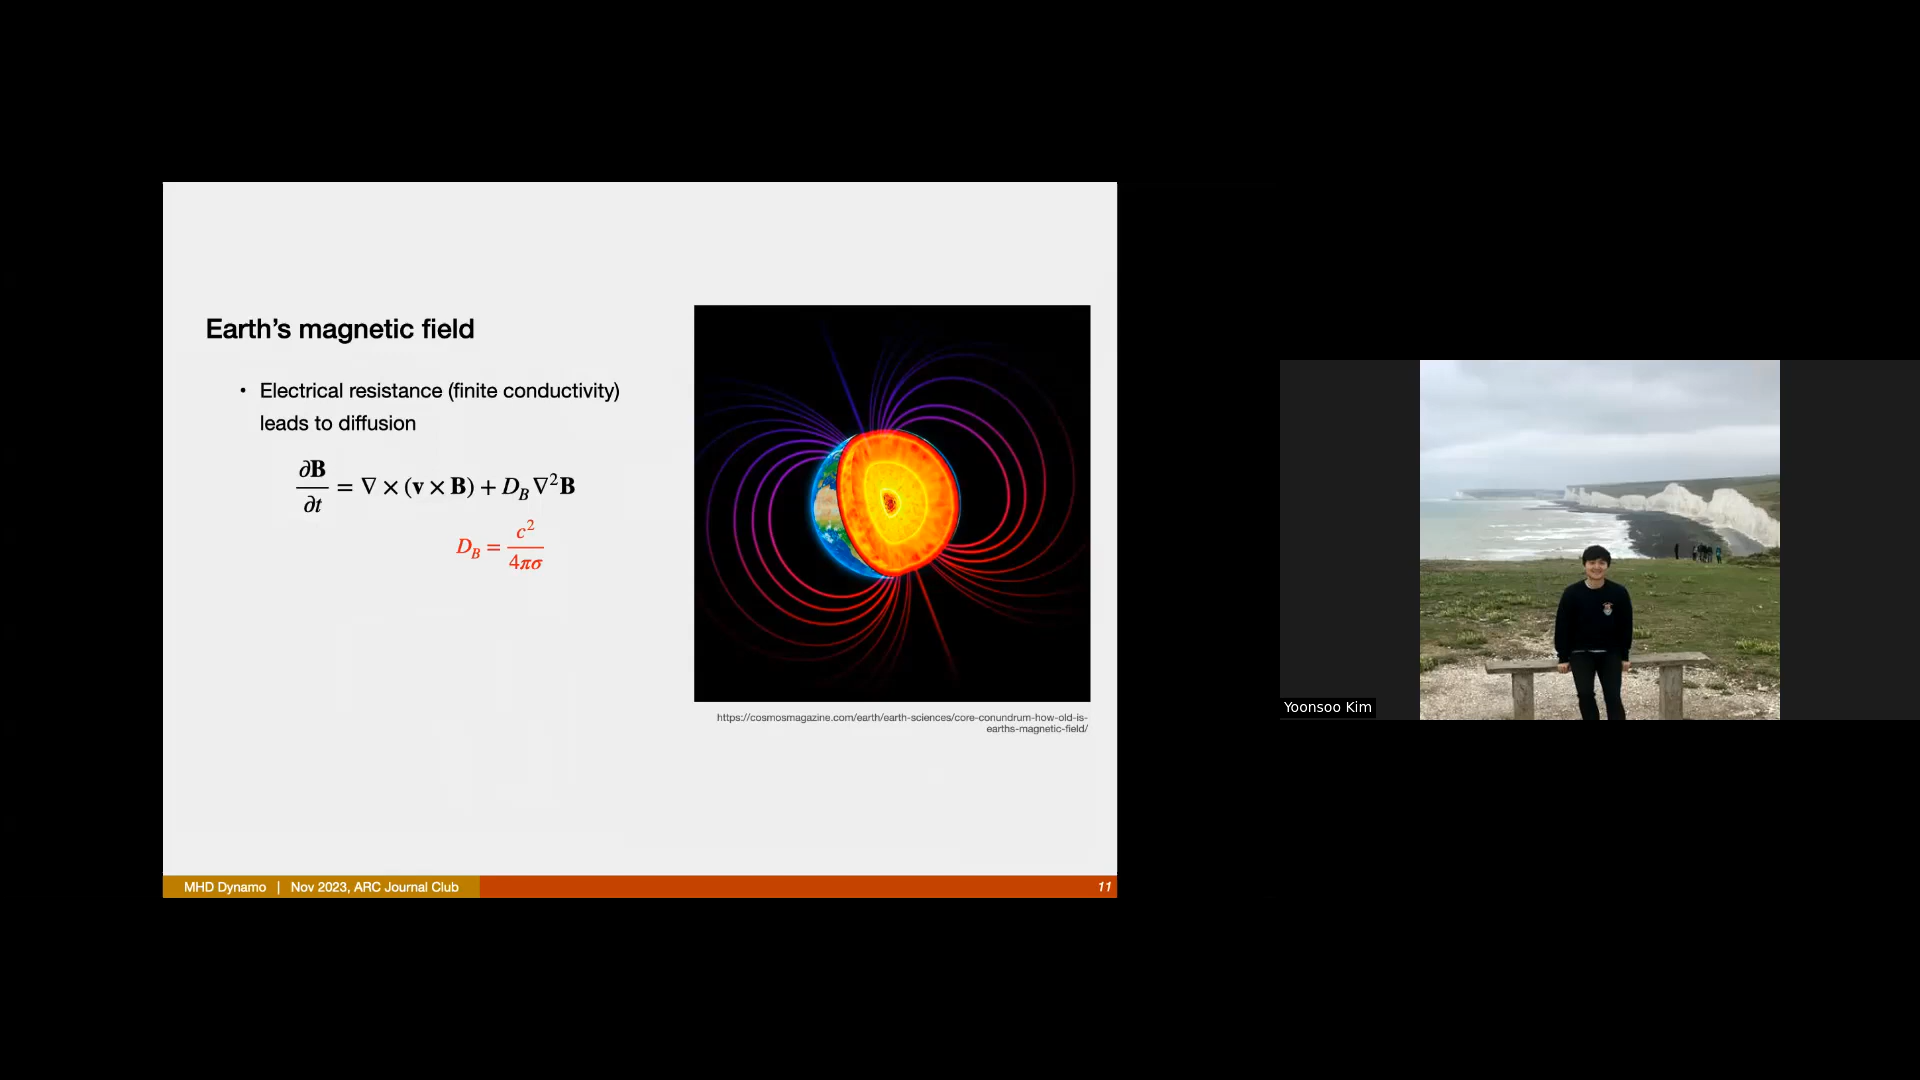 Earth's magnetic field
• Electrical resistance (finite conductivity)
leads to diffusion
∂𝐁/∂t = ∇ × (𝐯 × 𝐁) + D_B ∇²𝐁
D_B = c²/4πσ
https://cosmosmagazine.com/earth/earth-sciences/core-conundrum-how-old-is-
earths-magnetic-field/
MHD Dynamo | Nov 2023, ARC Journal Club
11
Yoonsoo Kim